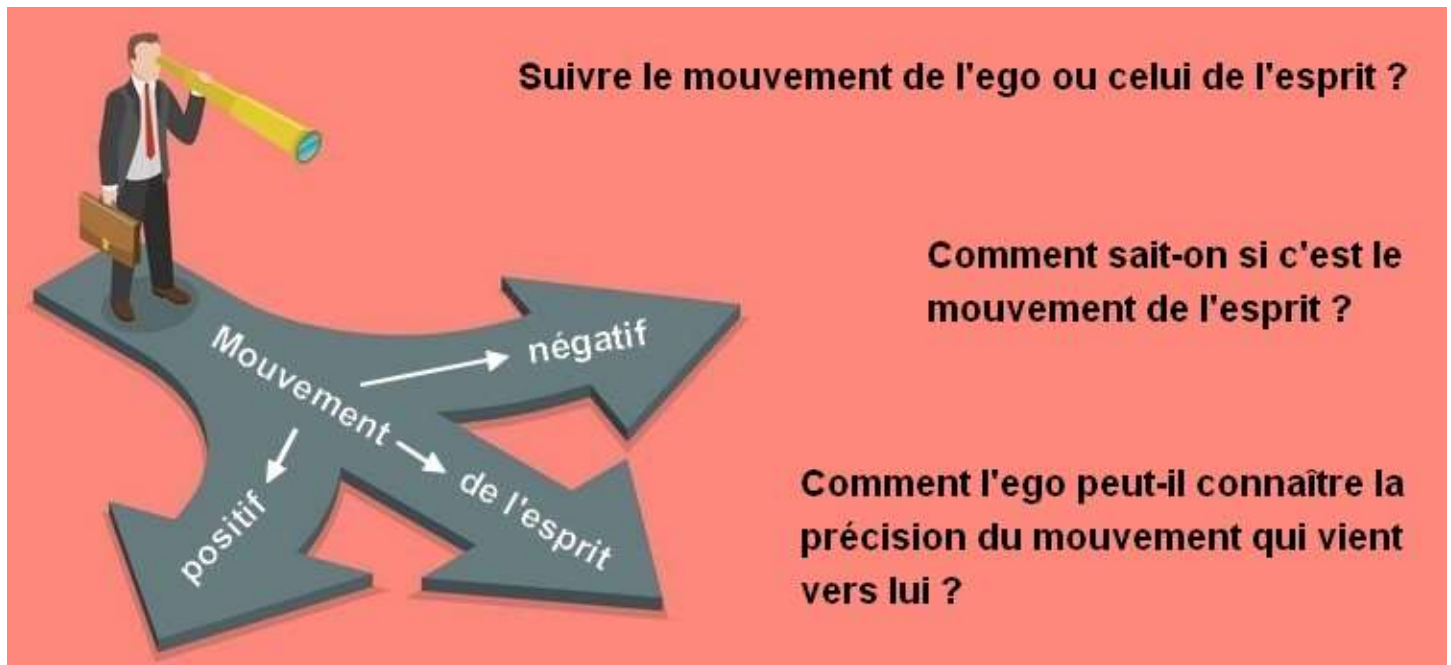 Suivre le mouvement de l'ego ou celui de l'esprit ?
Comment sait-on si c'est le
mouvement de l'esprit ?
Mouvement
négatif
de l'esprit
positif
Comment l'ego peut-il connaître la
précision du mouvement qui vient
vers lui ?